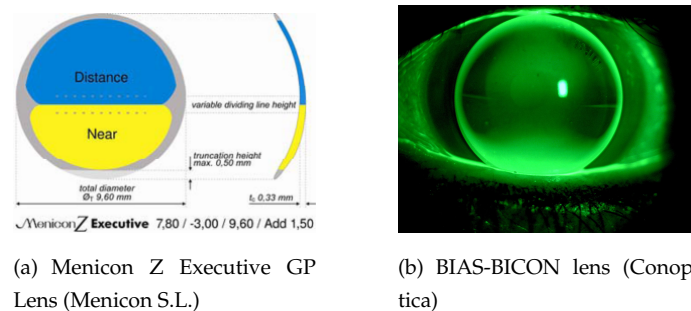 Distance
variable dividing line height
Near
truncation height
max. 0,50 mm
total diameter
Ø_T 9,60 mm
t_c 0,33 mm
Menicon Z Executive 7,80 / -3,00 / 9,60 / Add 1,50
(a) Menicon Z Executive GP
Lens (Menicon S.L.)
(b) BIAS-BICON lens (Conop
tica)